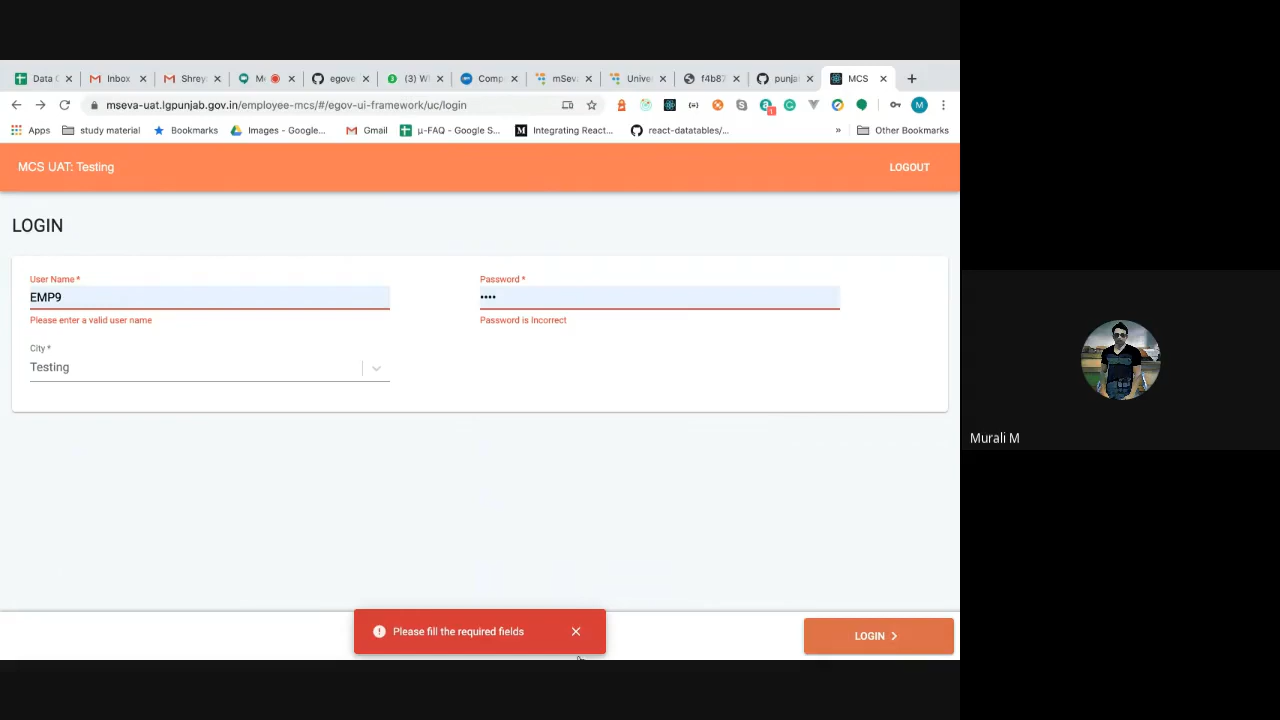 Data
Inbox
Shrey
M
egove
(3) W
Comp
mSeva
Unive
f4b87
punja
MCS
mseva-uat.lgpunjab.gov.in/employee-mcs/#/egov-ui-framework/uc/login
M
Apps
study material
Bookmarks
Images - Google...
Gmail
μ-FAQ - Google S...
Integrating React...
react-datatables/...
»
Other Bookmarks
MCS UAT: Testing
LOGOUT
LOGIN
User Name *
Password *
EMP9
••••
Please enter a valid user name
Password is Incorrect
City *
Testing
Murali M
Please fill the required fields
LOGIN